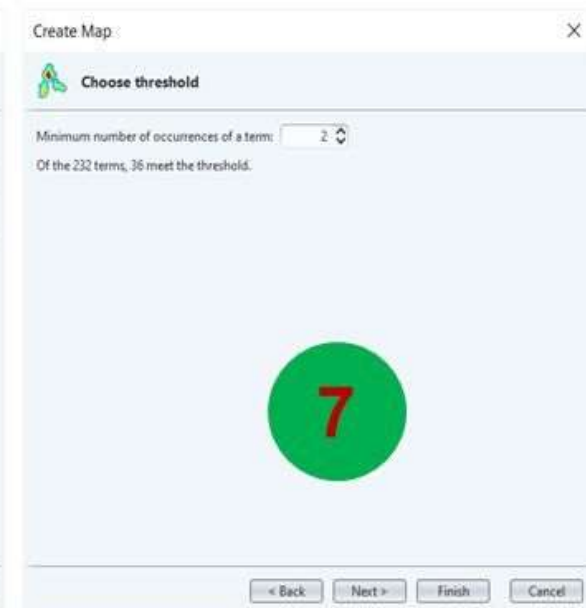 Create Map
Choose threshold
Minimum number of occurrences of a term: 2
Of the 232 terms, 36 meet the threshold.
7
< Back Next > Finish Cancel